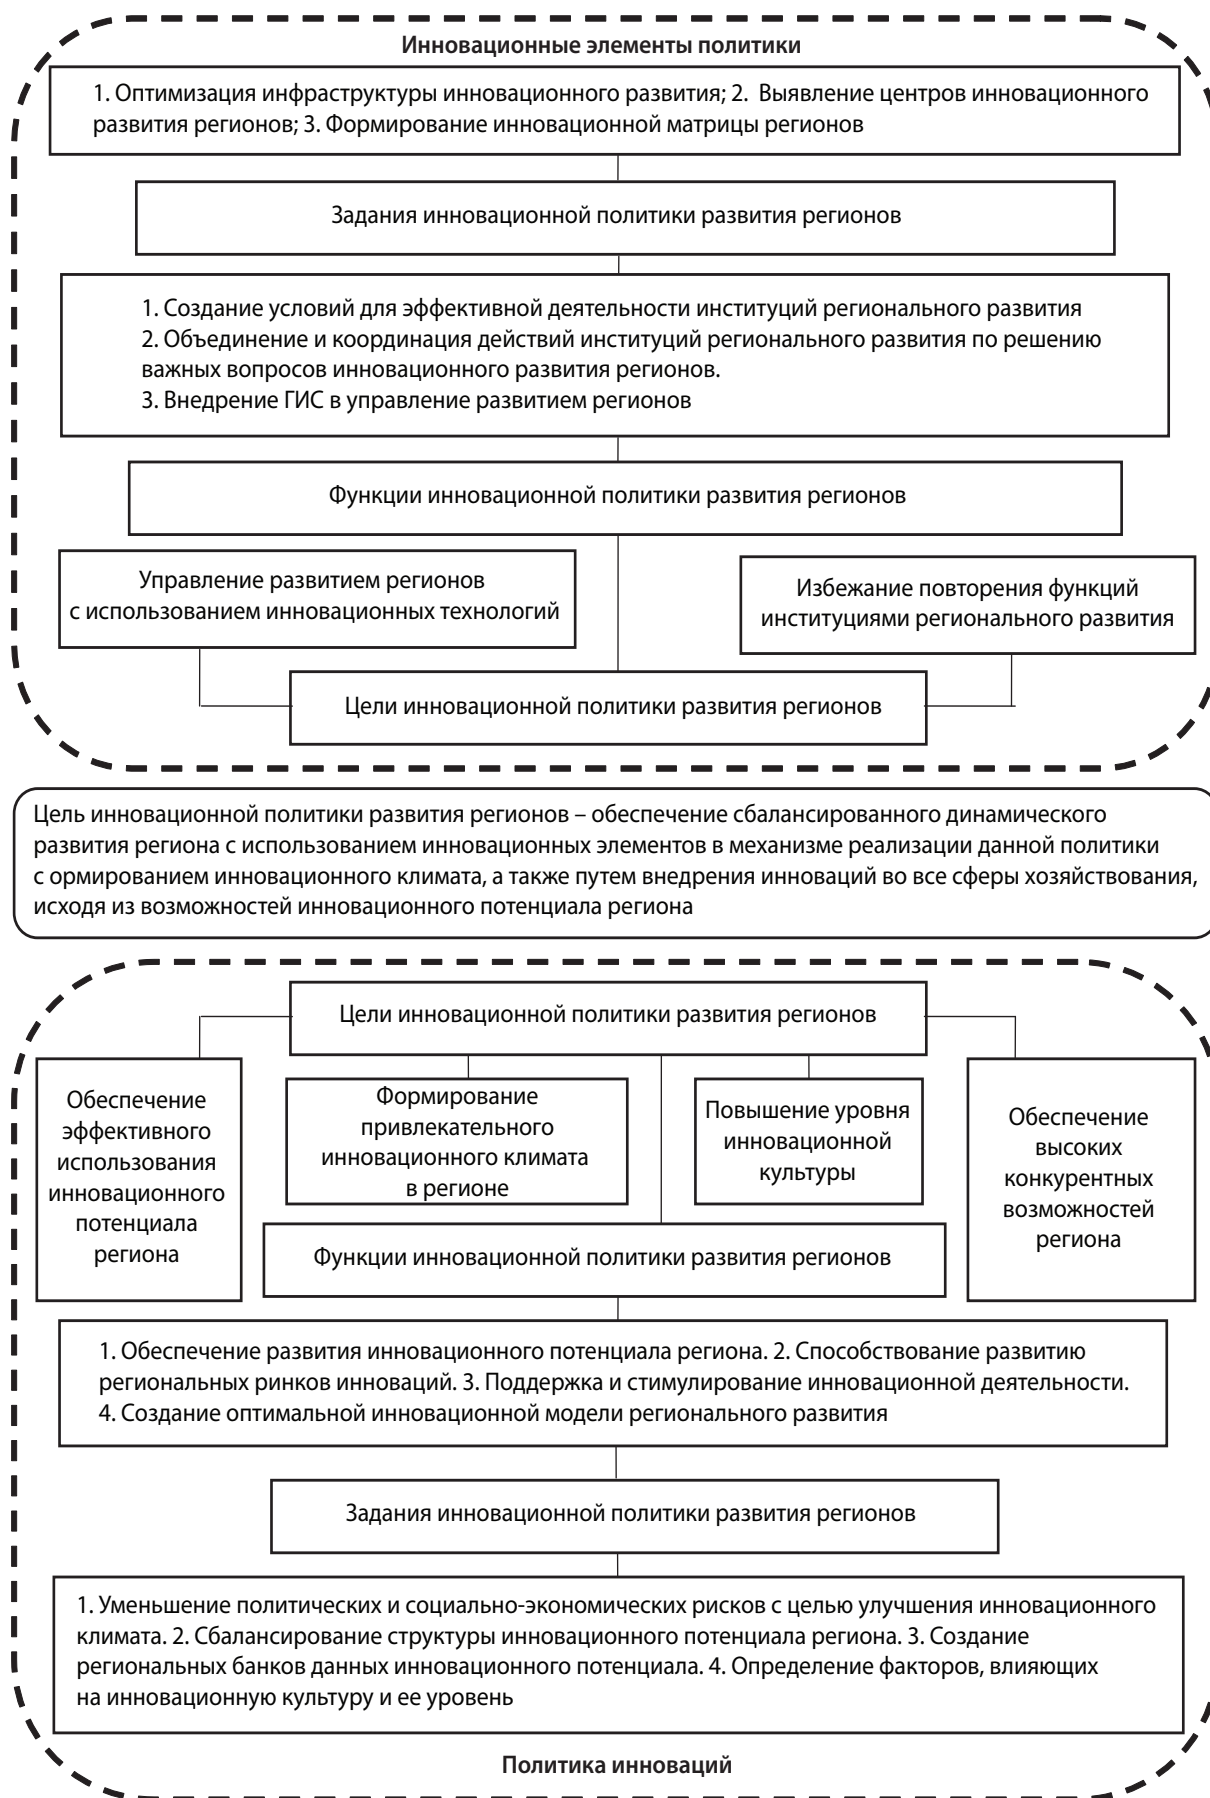 Инновационные элементы политики
1. Оптимизация инфраструктуры инновационного развития; 2. Выявление центров инновационного
развития регионов; 3. Формирование инновационной матрицы регионов
Задания инновационной политики развития регионов
1. Создание условий для эффективной деятельности институций регионального развития
2. Объединение и координация действий институций регионального развития по решению
важных вопросов инновационного развития регионов.
3. Внедрение ГИС в управление развитием регионов
Функции инновационной политики развития регионов
Управление развитием регионов
с использованием инновационных технологий
Избежание повторения функций
институциями регионального развития
Цели инновационной политики развития регионов
Цель инновационной политики развития регионов – обеспечение сбалансированного динамического
развития региона с использованием инновационных элементов в механизме реализации данной политики
с ормированием инновационного климата, а также путем внедрения инноваций во все сферы хозяйствования,
исходя из возможностей инновационного потенциала региона
Цели инновационной политики развития регионов
Обеспечение
эффективного
использования
инновационного
потенциала
региона
Формирование
привлекательного
инновационного климата
в регионе
Повышение уровня
инновационной
культуры
Обеспечение
высоких
конкурентных
возможностей
региона
Функции инновационной политики развития регионов
1. Обеспечение развития инновационного потенциала региона. 2. Способствование развитию
региональных ринков инноваций. 3. Поддержка и стимулирование инновационной деятельности.
4. Создание оптимальной инновационной модели регионального развития
Задания инновационной политики развития регионов
1. Уменьшение политических и социально-экономических рисков с целью улучшения инновационного
климата. 2. Сбалансирование структуры инновационного потенциала региона. 3. Создание
региональных банков данных инновационного потенциала. 4. Определение факторов, влияющих
на инновационную культуру и ее уровень
Политика инноваций